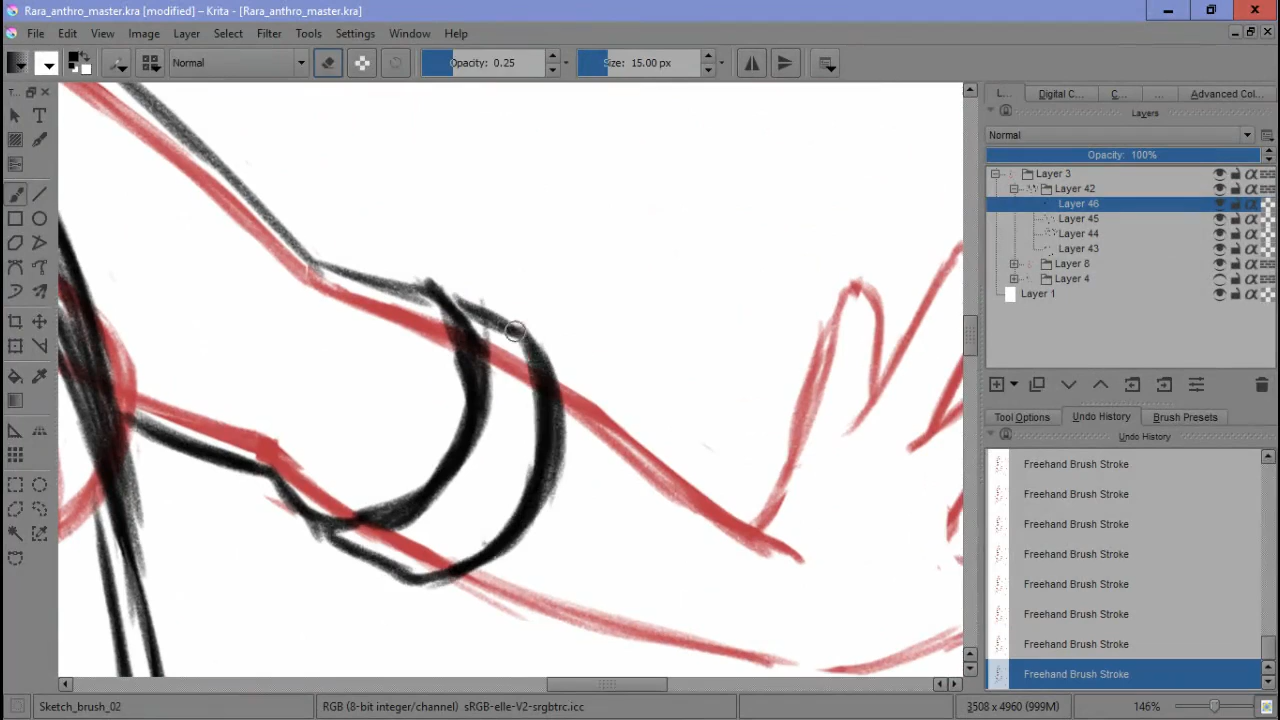 Rara_anthro_master.kra [modified] – Krita - [Rara_anthro_master.kra]
File Edit View Image Layer Select Filter Tools Settings Window Help
Normal Opacity: 0.25 Size: 15.00 px
T... L... Digital C... C... ... Advanced Col...
Layers
Normal
Opacity: 100%
Layer 3
Layer 42
Layer 46
Layer 45
Layer 44
Layer 43
Layer 8
Layer 4
Layer 1
Tool Options Undo History Brush Presets
Undo History
Freehand Brush Stroke
Freehand Brush Stroke
Freehand Brush Stroke
Freehand Brush Stroke
Freehand Brush Stroke
Freehand Brush Stroke
Freehand Brush Stroke
Freehand Brush Stroke
Sketch_brush_02 RGB (8-bit integer/channel) sRGB-elle-V2-srgbtrc.icc 3508 x 4960 (999M) 146%